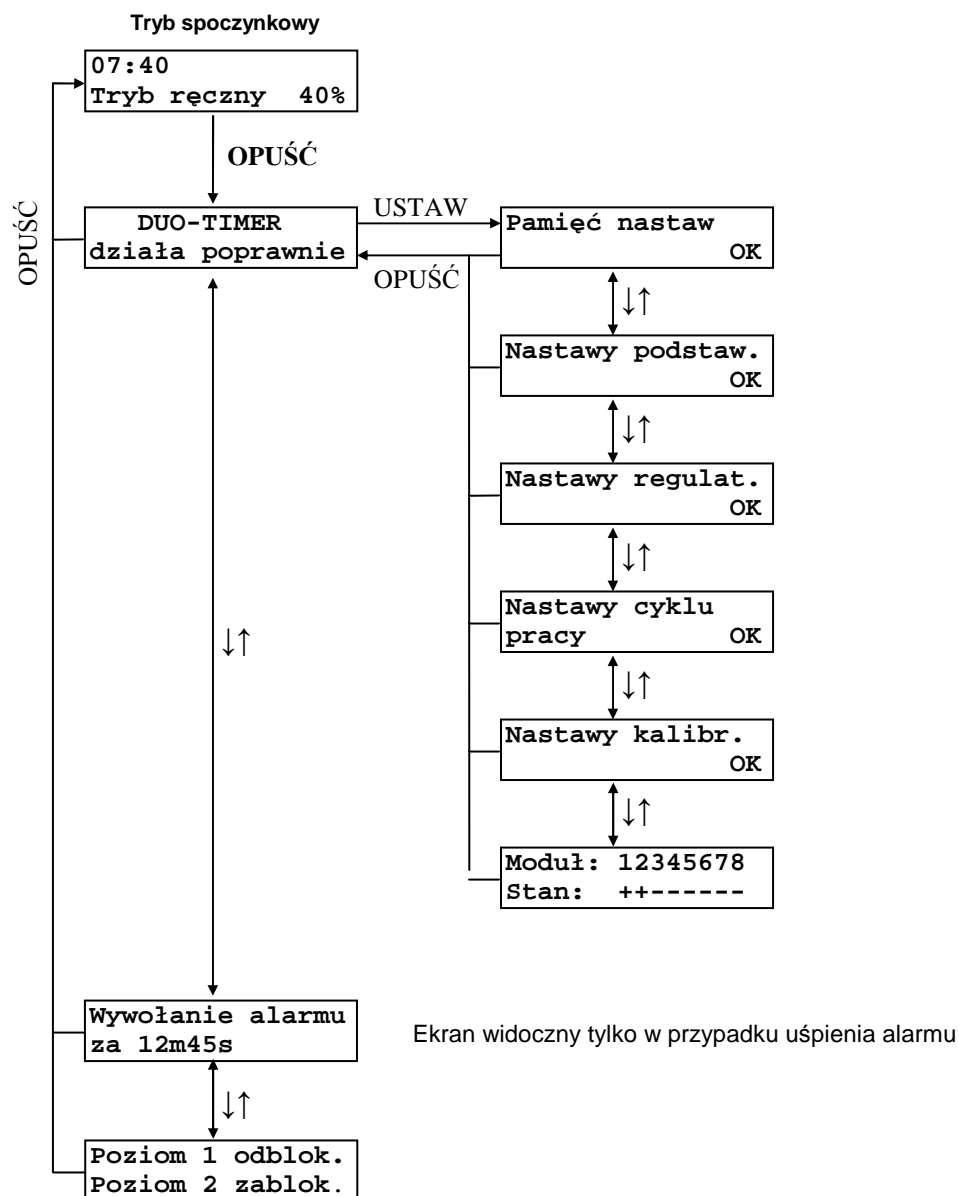 Tryb spoczynkowy
07:40
Tryb ręczny 40%
OPUŚĆ
OPUŚĆ
DUO-TIMER
działa poprawnie
USTAW
OPUŚĆ
Pamięć nastaw
OK
↓↑
Nastawy podstaw.
OK
↓↑
Nastawy regulat.
OK
↓↑
Nastawy cyklu
pracy OK
↓↑
↓↑
Nastawy kalibr.
OK
↓↑
Moduł: 12345678
Stan: ++------
Wywołanie alarmu
za 12m45s
Ekran widoczny tylko w przypadku uśpienia alarmu
↓↑
Poziom 1 odblok.
Poziom 2 zablok.